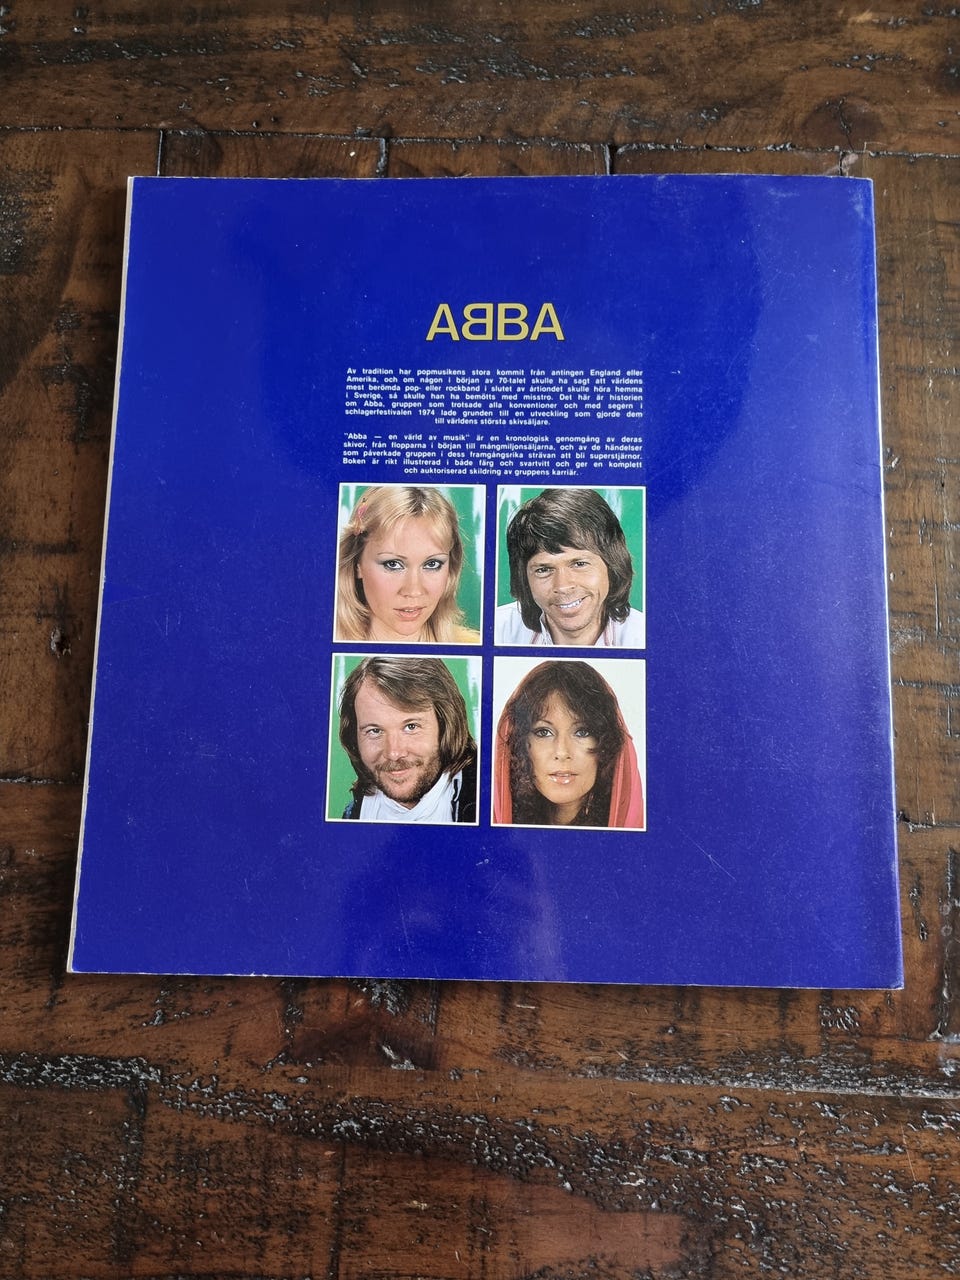 ABBA
Av tradition har popmusikens stora kommit från antingen England eller
Amerika, och om någon i början av 70-talet skulle ha sagt att världens
mest berömda pop- eller rockband i slutet av årtiondet skulle höra hemma
i Sverige, så skulle han ha bemötts med misstro. Det här är historien
om Abba, gruppen som trotsade alla konventioner och med segern i
schlagerfestivalen 1974 lade grunden till en utveckling som gjorde dem
till världens största skivsäljare.
"Abba — en värld av musik" är en kronologisk genomgång av deras
skivor, från flopparna i början till mångmiljonsäljarna, och av de händelser
som påverkade gruppen i dess framgångsrika strävan att bli superstjärnor.
Boken är rikt illustrerad i både färg och svartvitt och ger en komplett
och auktoriserad skildring av gruppens karriär.